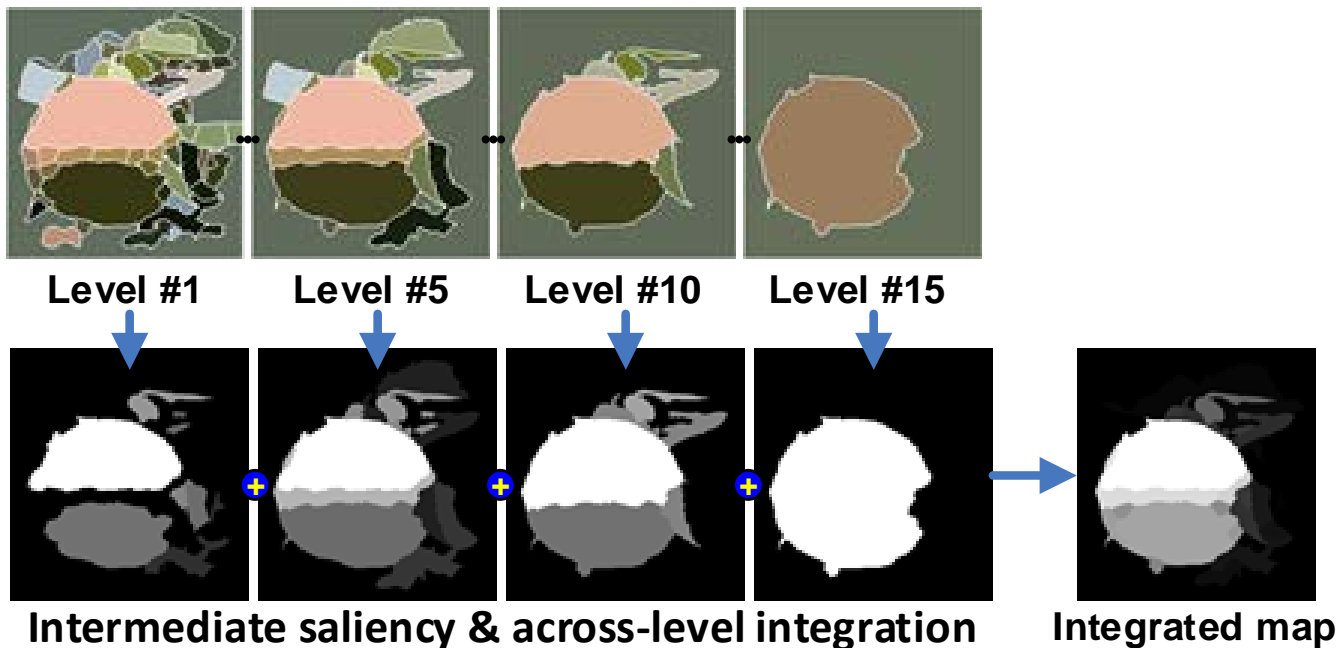 Level #1 Level #5 Level #10 Level #15
+ + +
Intermediate saliency & across-level integration Integrated map